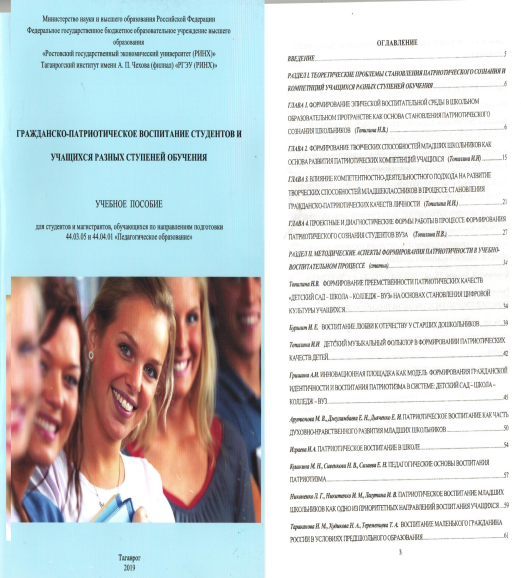 Министерство науки и высшего образования Российской Федерации
Федеральное государственное бюджетное образовательное учреждение высшего
образования
«Ростовский государственный экономический университет (РИНХ)»
Таганрогский институт имени А. П. Чехова (филиал) «РГЭУ (РИНХ)»
ГРАЖДАНСКО-ПАТРИОТИЧЕСКОЕ ВОСПИТАНИЕ СТУДЕНТОВ И
УЧАЩИХСЯ РАЗНЫХ СТУПЕНЕЙ ОБУЧЕНИЯ
УЧЕБНОЕ ПОСОБИЕ
для студентов и магистрантов, обучающихся по направлениям подготовки
44.03.05 и 44.04.01 «Педагогическое образование»
Таганрог
2019
ОГЛАВЛЕНИЕ
ВВЕДЕНИЕ 5
РАЗДЕЛ I. ТЕОРЕТИЧЕСКИЕ ПРОБЛЕМЫ СТАНОВЛЕНИЯ ПАТРИОТИЧЕСКОГО СОЗНАНИЯ И
КОМПЕТЕНЦИЙ УЧАЩИХСЯ РАЗНЫХ СТУПЕНЕЙ ОБУЧЕНИЯ 6
ГЛАВА 1. ФОРМИРОВАНИЕ ЭТИЧЕСКОЙ ВОСПИТАТЕЛЬНОЙ СРЕДЫ В ШКОЛЬНОМ
ОБРАЗОВАТЕЛЬНОМ ПРОСТРАНСТВЕ КАК ОСНОВА СТАНОВЛЕНИЯ ПАТРИОТИЧЕСКОГО
СОЗНАНИЯ ШКОЛЬНИКОВ (Топилина Н.В.) 6
ГЛАВА 2. ФОРМИРОВАНИЕ ТВОРЧЕСКИХ СПОСОБНОСТЕЙ МЛАДШИХ ШКОЛЬНИКОВ КАК
ОСНОВА РАЗВИТИЯ ПАТРИОТИЧЕСКИХ КОМПЕТЕНЦИЙ УЧАЩИХСЯ (Топилина И.И) 15
ГЛАВА 3. ВЛИЯНИЕ КОМПЕТЕНТНОСТНО-ДЕЯТЕЛЬНОСТНОГО ПОДХОДА НА РАЗВИТИЕ
ТВОРЧЕСКИХ СПОСОБНОСТЕЙ МЛАДШЕКЛАССНИКОВ В ПРОЦЕССЕ СТАНОВЛЕНИЯ
ГРАЖДАНСКО-ПАТРИОТИЧЕСКИХ КАЧЕСТВ ЛИЧНОСТИ (Топилина И.И.) 21
ГЛАВА 4 ПРОЕКТНЫЕ И ДИАГНОСТИЧЕСКИЕ ФОРМЫ РАБОТЫ В ПРОЦЕССЕ ФОРМИРОВАНИЯ
ПАТРИОТИЧЕСКОГО СОЗНАНИЯ СТУДЕНТОВ ВУЗА (Топилина Н.В.) 27
РАЗДЕЛ II. МЕТОДИЧЕСКИЕ АСПЕКТЫ ФОРМИРОВАНИЯ ПАТРИОТИЧНОСТИ В УЧЕБНО-
ВОСПИТАТЕЛЬНОМ ПРОЦЕССЕ (статьи) 34
Топилина Н.В. ФОРМИРОВАНИЕ ПРЕЕМСТВЕННОСТИ ПАТРИОТИЧЕСКИХ КАЧЕСТВ
«ДЕТСКИЙ САД - ШКОЛА - КОЛЛЕДЖ - ВУЗ» НА ОСНОВАХ СТАНОВЛЕНИЯ ЦИФРОВОЙ
КУЛЬТУРЫ УЧАЩИХСЯ 34
Буршит И. Е. ВОСПИТАНИЕ ЛЮБВИ К ОТЕЧЕСТВУ У СТАРШИХ ДОШКОЛЬНИКОВ 39
Топилина И.И ДЕТСКИЙ МУЗЫКАЛЬНЫЙ ФОЛЬКЛОР В ФОРМИРОВАНИИ ПАТРИОТИЧЕСКИХ
КАЧЕСТВ ДЕТЕЙ 42
Гришина А.И. ИННОВАЦИОННАЯ ПЛОЩАДКА КАК МОДЕЛЬ ФОРМИРОВАНИЯ ГРАЖДАНСКОЙ
ИДЕНТИЧНОСТИ И ВОСПИТАНИЯ ПАТРИОТИЗМА В СИСТЕМЕ: ДЕТСКИЙ САД – ШКОЛА –
КОЛЛЕДЖ – ВУЗ 45
Арутюнова М. В., Джуламбаева Е. Н., Дьяченко Е. И. ПАТРИОТИЧЕСКОЕ ВОСПИТАНИЕ КАК ЧАСТЬ
ДУХОВНО-НРАВСТВЕННОГО РАЗВИТИЯ МЛАДШИХ ШКОЛЬНИКОВ 50
Играева Н.А. ПАТРИОТИЧЕСКОЕ ВОСПИТАНИЕ В ШКОЛЕ 54
М. Н., Н. В., Е. Н. ПЕДАГОГИЧЕСКИЕ ОСНОВЫ ВОСПИТАНИЯ
ПАТРИОТИЗМА 57
Никоненко Л. Г., Никитенко И. М., И. В. ПАТРИОТИЧЕСКОЕ ВОСПИТАНИЕ МЛАДШИХ
ШКОЛЬНИКОВ КАК ОДНО ИЗ ПРИОРИТЕТНЫХ НАПРАВЛЕНИЙ ВОСПИТАНИЯ УЧАЩИХСЯ 59
Тараканова Н. М., Худякова Н. А., Терентьева Т. А. ВОСПИТАНИЕ МАЛЕНЬКОГО ГРАЖДАНИНА
РОССИИ В УСЛОВИЯХ ПРЕДШКОЛЬНОГО ОБРАЗОВАНИЯ 61
3